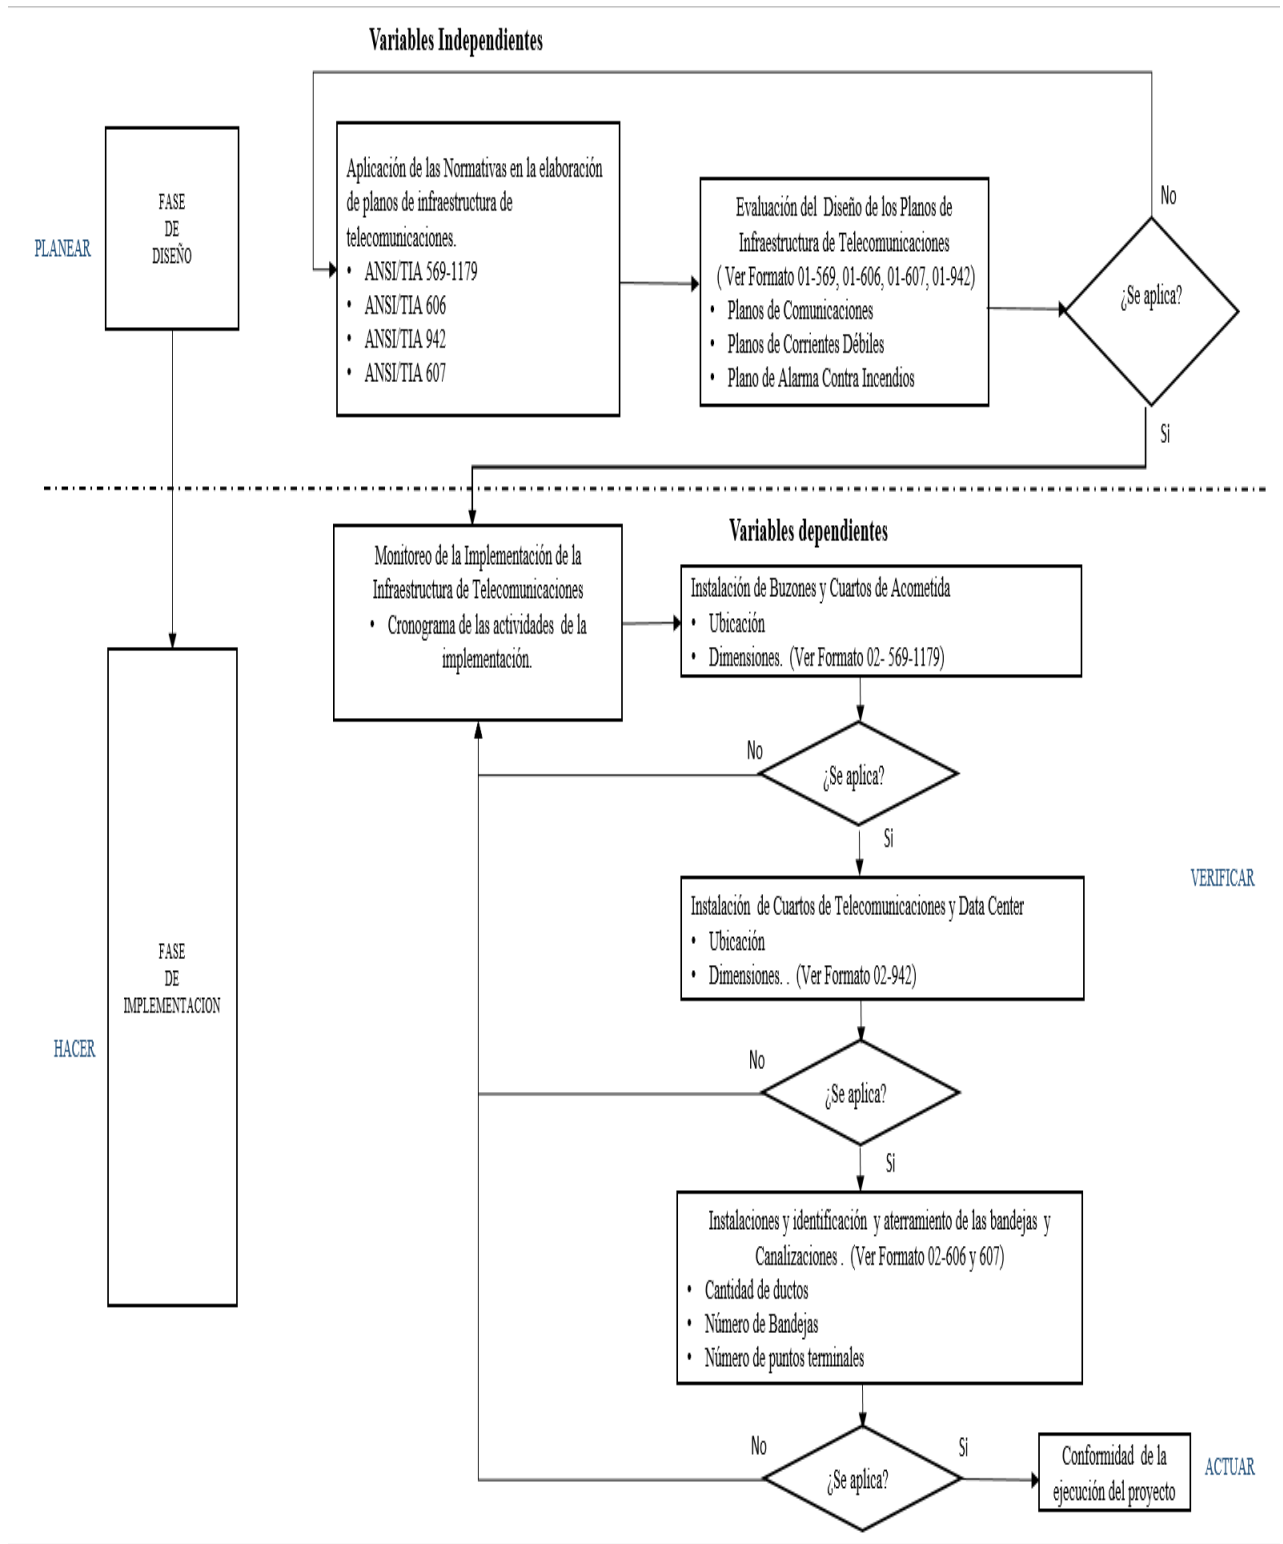 Variables Independientes
PLANEAR
FASE
DE
DISEÑO
Aplicación de las Normativas en la elaboración
de planos de infraestructura de
telecomunicaciones.
• ANSI/TIA 569-1179
• ANSI/TIA 606
• ANSI/TIA 942
• ANSI/TIA 607
Evaluación del Diseño de los Planos de
Infraestructura de Telecomunicaciones
( Ver Formato 01-569, 01-606, 01-607, 01-942)
• Planos de Comunicaciones
• Planos de Corrientes Débiles
• Plano de Alarma Contra Incendios
No
¿Se aplica?
Si
Variables dependientes
Monitoreo de la Implementación de la
Infraestructura de Telecomunicaciones
• Cronograma de las actividades de la
implementación.
Instalación de Buzones y Cuartos de Acometida
• Ubicación
• Dimensiones. (Ver Formato 02- 569-1179)
No
¿Se aplica?
Si
VERIFICAR
Instalación de Cuartos de Telecomunicaciones y Data Center
• Ubicación
• Dimensiones. . (Ver Formato 02-942)
FASE
DE
IMPLEMENTACION
HACER
No
¿Se aplica?
Si
Instalaciones y identificación y aterramiento de las bandejas y
Canalizaciones . (Ver Formato 02-606 y 607)
• Cantidad de ductos
• Número de Bandejas
• Número de puntos terminales
No
¿Se aplica?
Si
Conformidad de la
ejecución del proyecto
ACTUAR